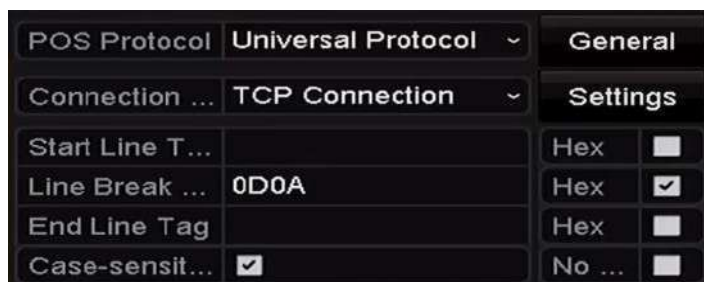 POS Protocol Universal Protocol General
Connection ... TCP Connection Settings
Start Line T... Hex
Line Break ... 0D0A Hex
End Line Tag Hex
Case-sensit... No ...